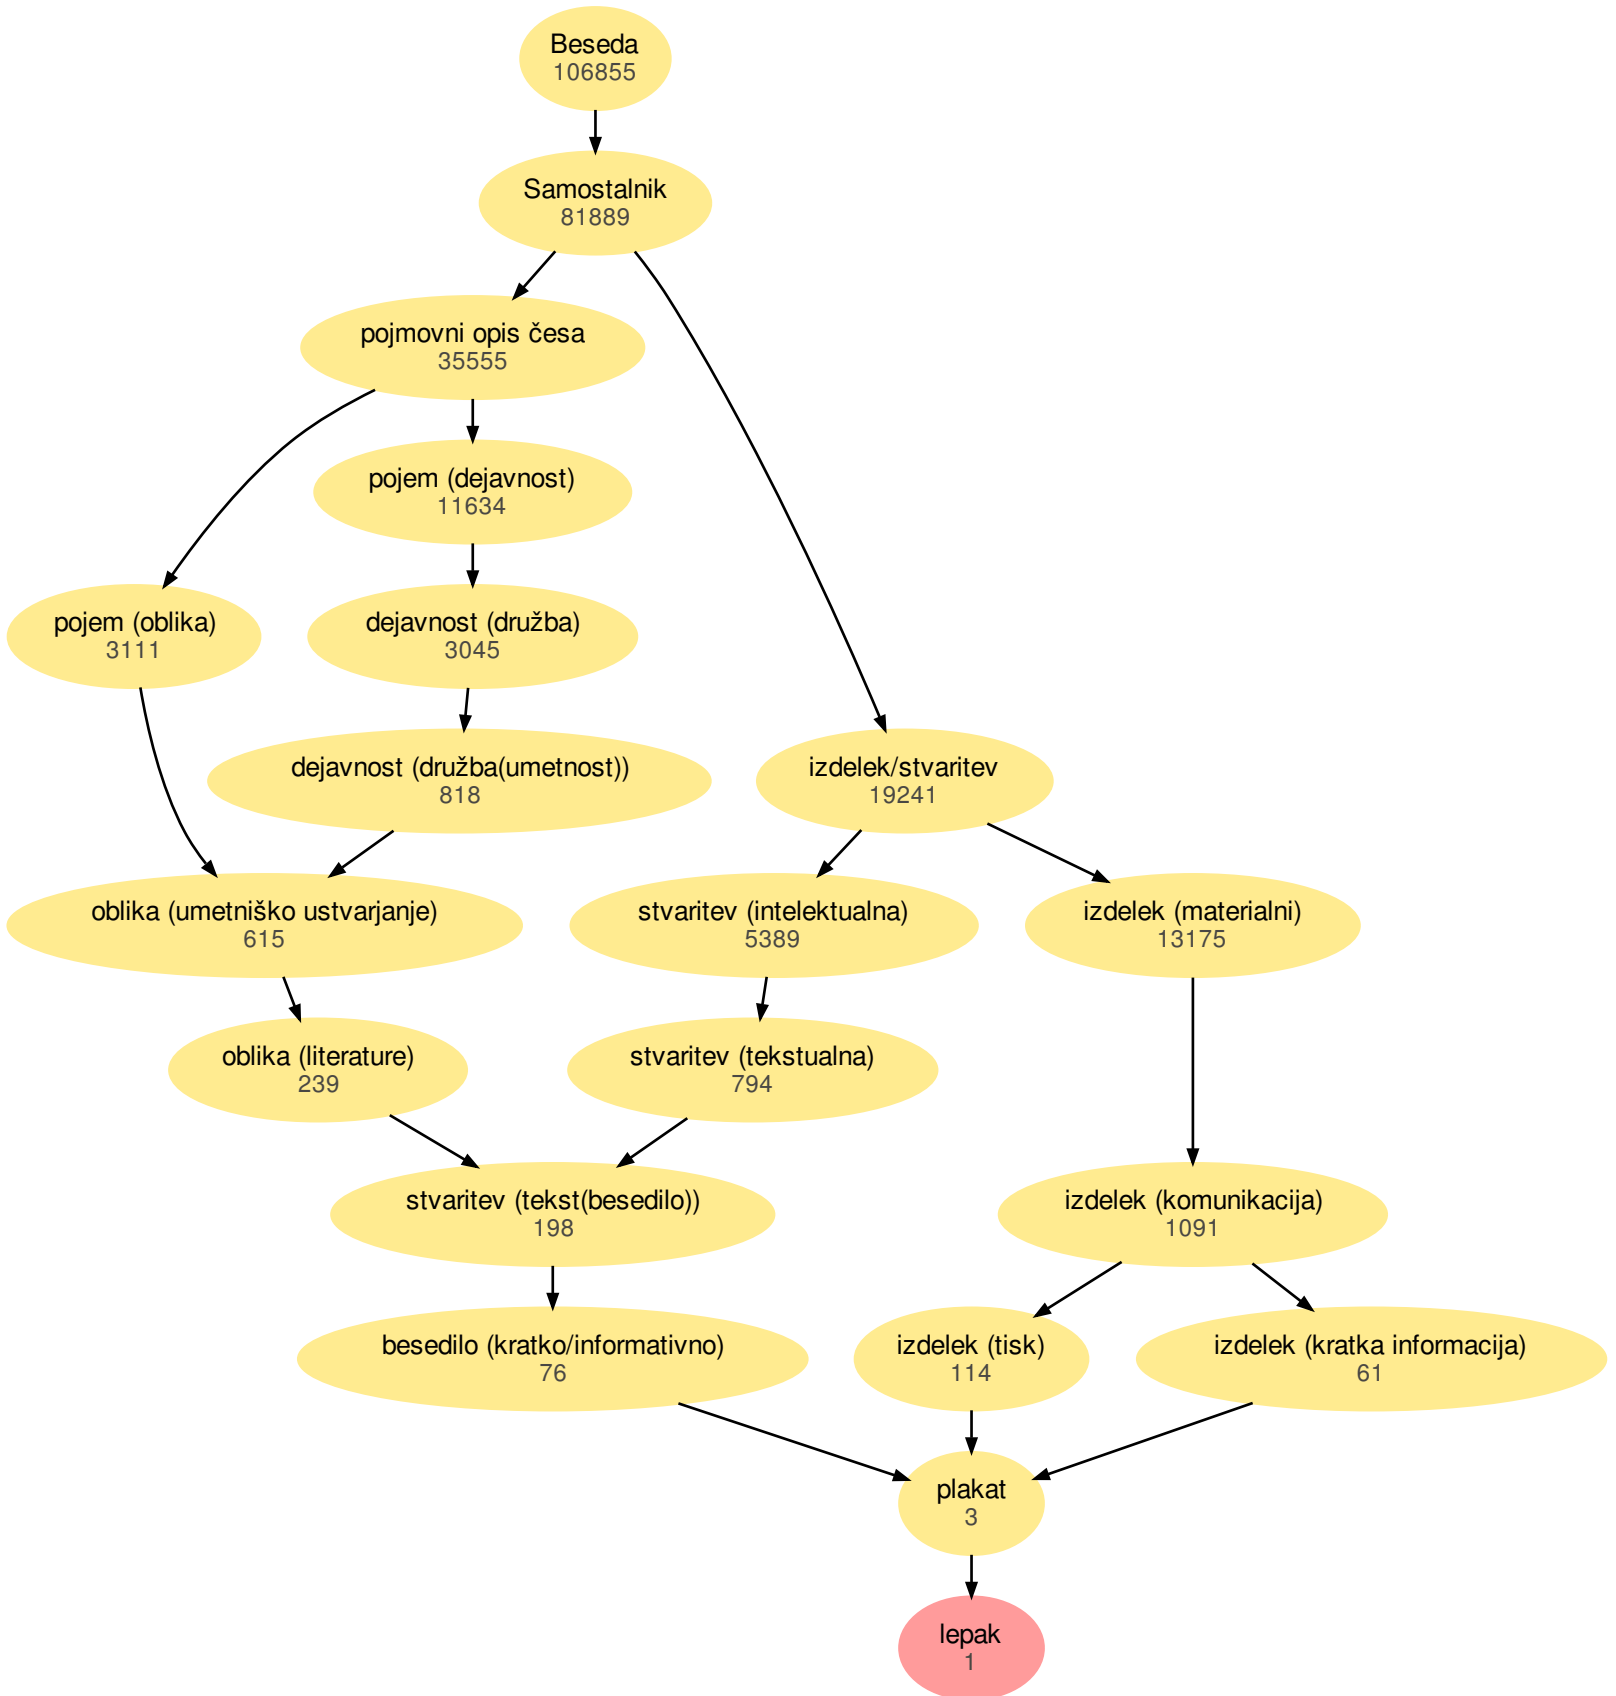 Beseda
106855
Samostalnik
81889
pojmovni opis česa
35555
pojem (dejavnost)
11634
pojem (oblika)
3111
dejavnost (družba)
3045
dejavnost (družba(umetnost))
818
izdelek/stvaritev
19241
oblika (umetniško ustvarjanje)
615
stvaritev (intelektualna)
5389
izdelek (materialni)
13175
oblika (literature)
239
stvaritev (tekstualna)
794
stvaritev (tekst(besedilo))
198
izdelek (komunikacija)
1091
besedilo (kratko/informativno)
76
izdelek (tisk)
114
izdelek (kratka informacija)
61
plakat
3
lepak
1